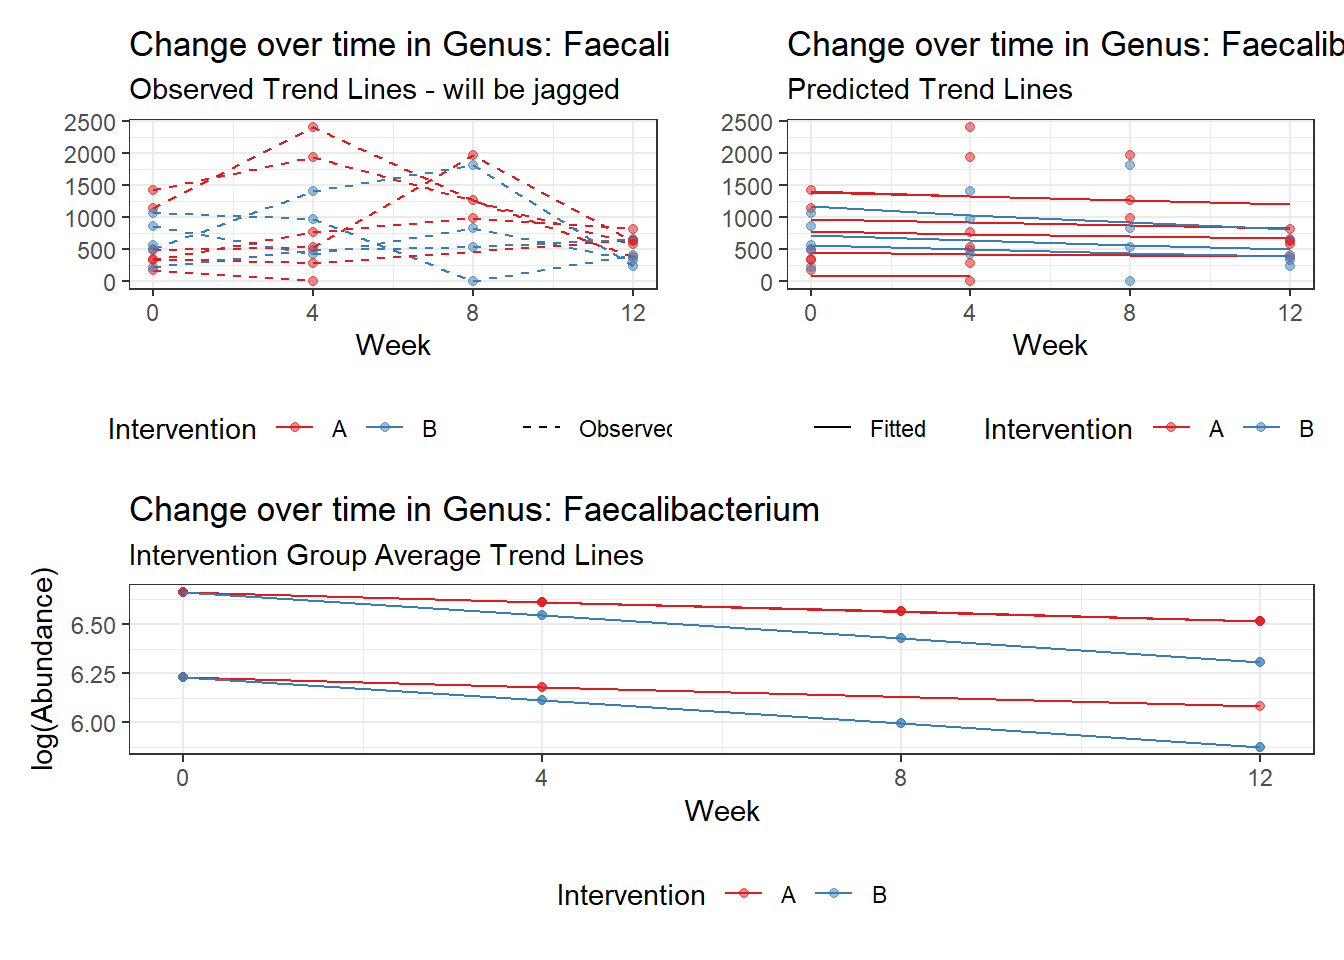 Change over time in Genus: Faecali
Observed Trend Lines - will be jagged
2500
2000
1500
1000
500
0
0 4 8 12
Week
Intervention A B Observed
Change over time in Genus: Faecalib
Predicted Trend Lines
2500
2000
1500
1000
500
0
0 4 8 12
Week
Fitted Intervention A B
Change over time in Genus: Faecalibacterium
Intervention Group Average Trend Lines
log(Abundance)
6.50
6.25
6.00
0 4 8 12
Week
Intervention A B